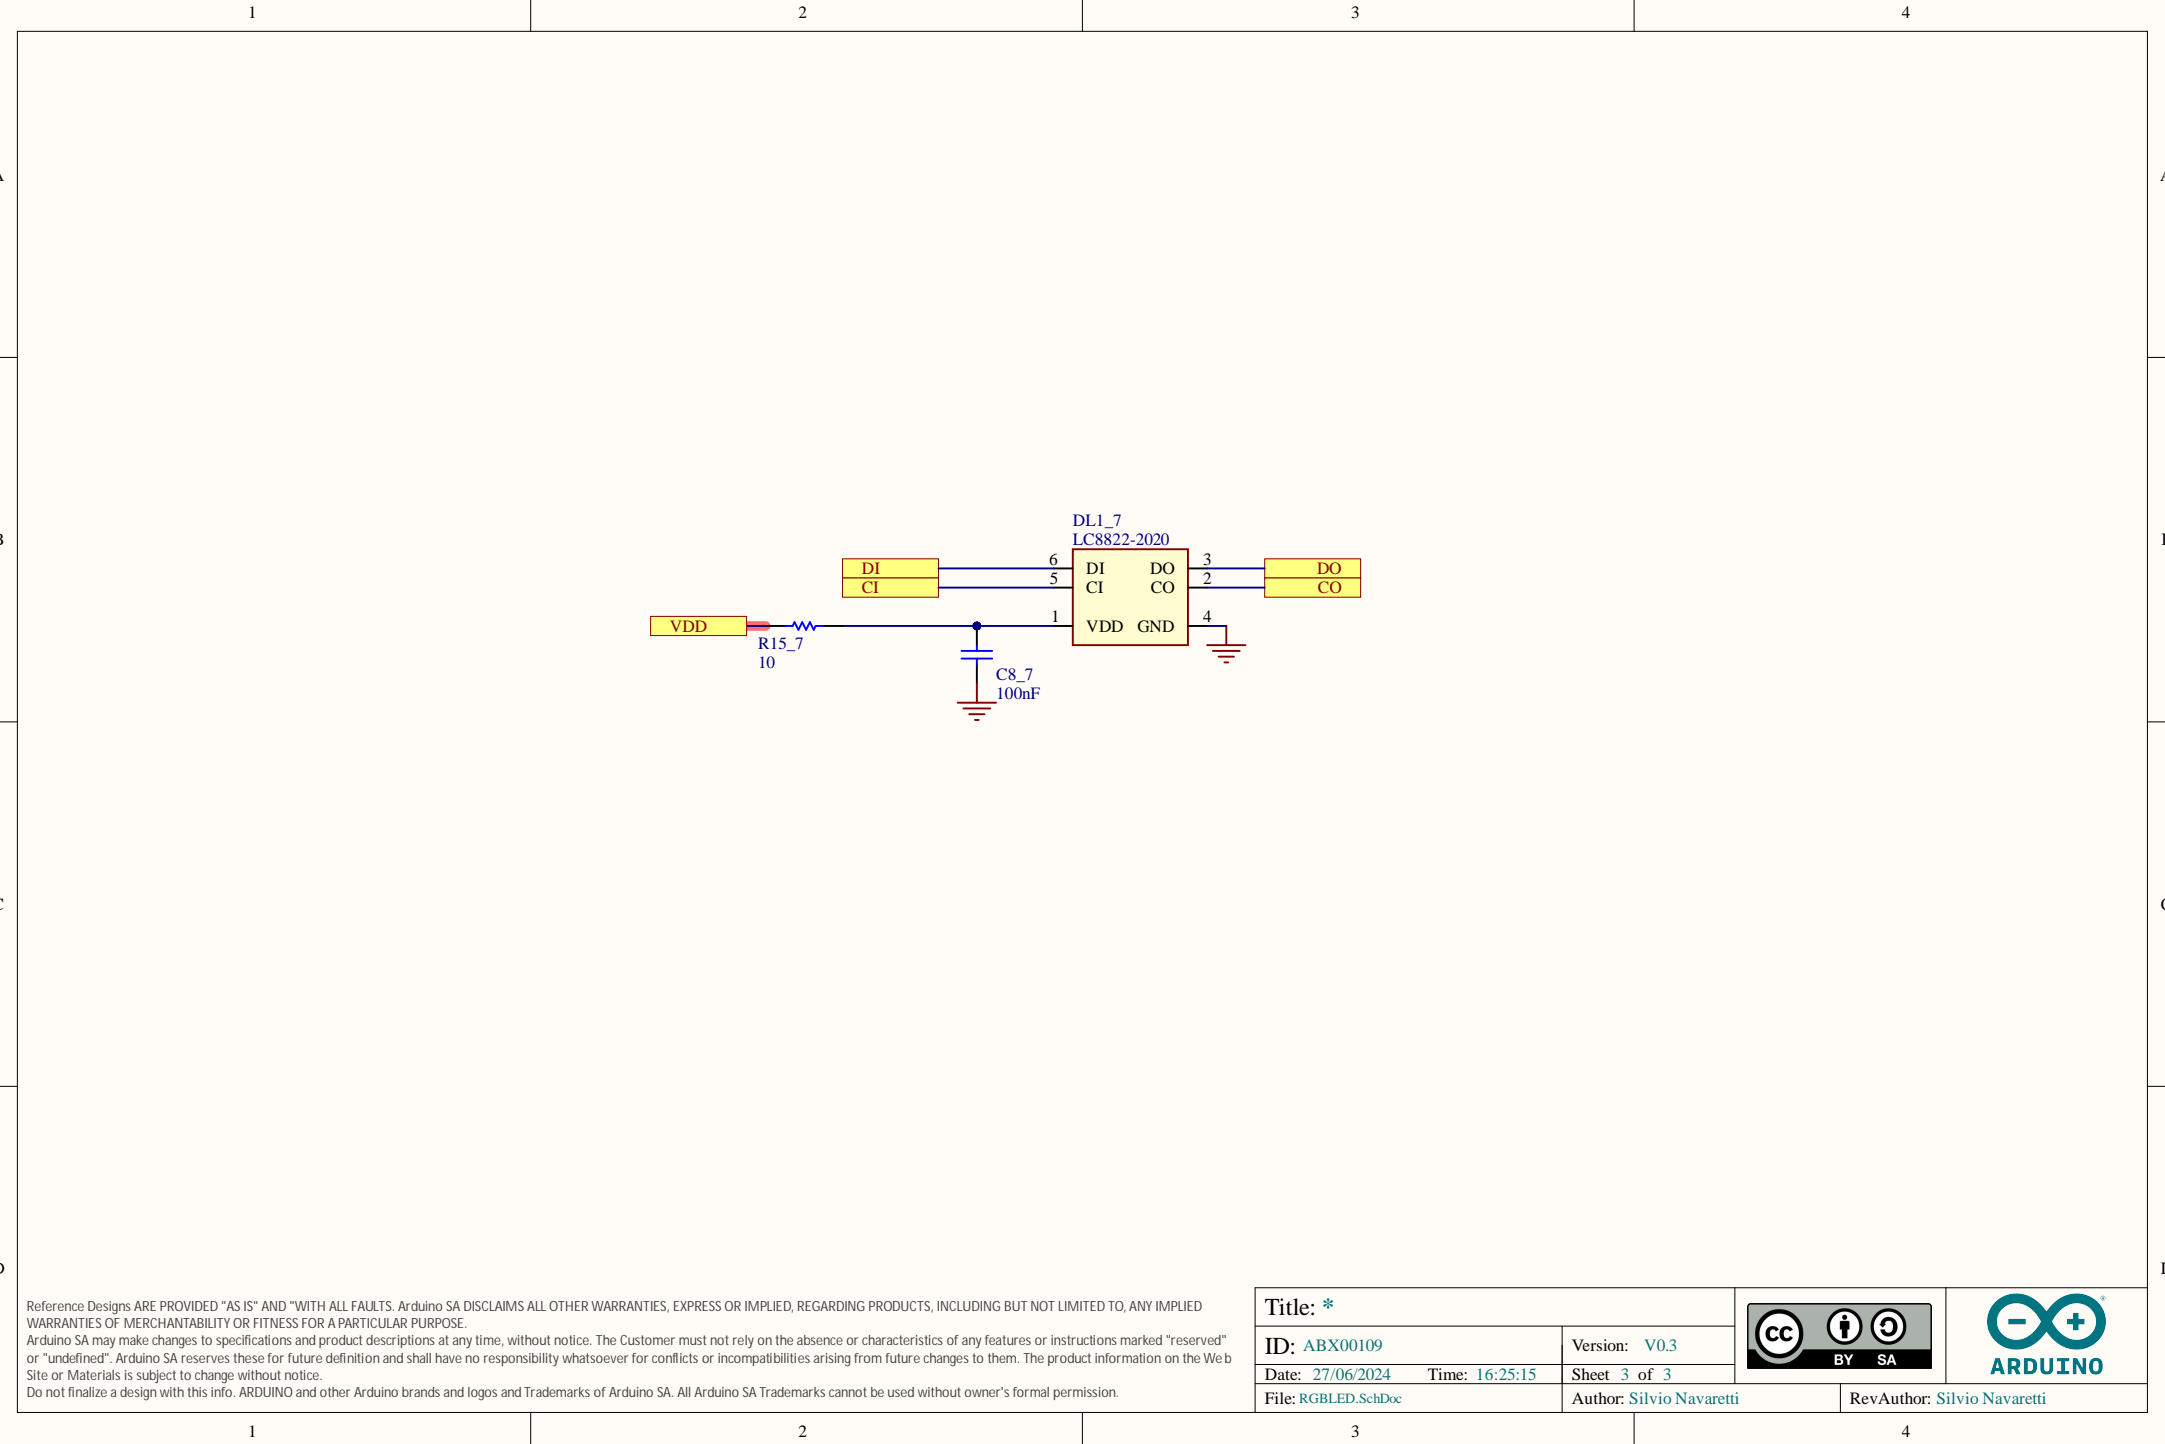 1 2 3 4
A A
DL1_7
B
LC8822-2020
DI 6 DI DO 3 DO
CI 5 CI CO 2 CO
VDD 1 VDD GND 4
R15_7
10
C8_7
100nF
C
D
Reference Designs ARE PROVIDED "AS IS" AND "WITH ALL FAULTS. Arduino SA DISCLAIMS ALL OTHER WARRANTIES, EXPRESS OR IMPLIED, REGARDING PRODUCTS, INCLUDING BUT NOT LIMITED TO, ANY IMPLIED
WARRANTIES OF MERCHANTABILITY OR FITNESS FOR A PARTICULAR PURPOSE.
Arduino SA may make changes to specifications and product descriptions at any time, without notice. The Customer must not rely on the absence or characteristics of any features or instructions marked "reserved"
or "undefined". Arduino SA reserves these for future definition and shall have no responsibility whatsoever for conflicts or incompatibilities arising from future changes to them. The product information on the Web
Site or Materials is subject to change without notice.
Do not finalize a design with this info. ARDUINO and other Arduino brands and logos and Trademarks of Arduino SA. All Arduino SA Trademarks cannot be used without owner's formal permission.
Title: *
ID: ABX00109 Version: V0.3
Date: 27/06/2024 Time: 16:25:15 Sheet 3 of 3
File: RGBLED.SchDoc Author: Silvio Navaretti RevAuthor: Silvio Navaretti
cc
BY SA
ARDUINO
1 2 3 4